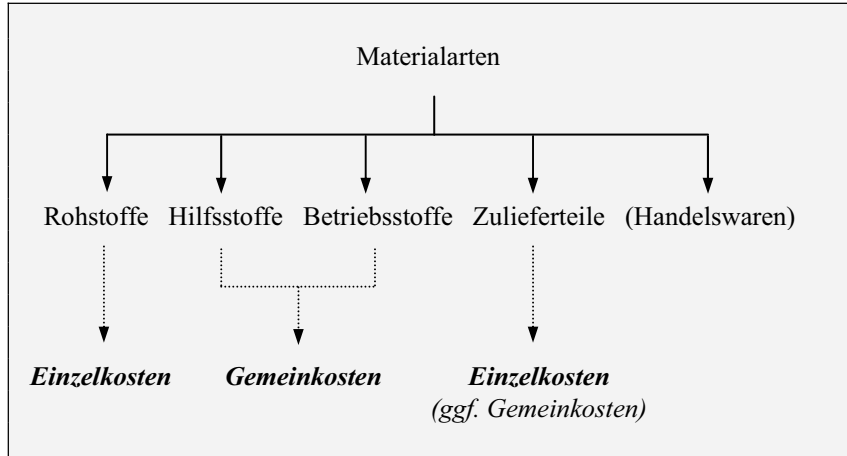 Materialarten
Rohstoffe Hilfsstoffe Betriebsstoffe Zulieferteile (Handelswaren)
Einzelkosten Gemeinkosten Einzelkosten
(ggf. Gemeinkosten)